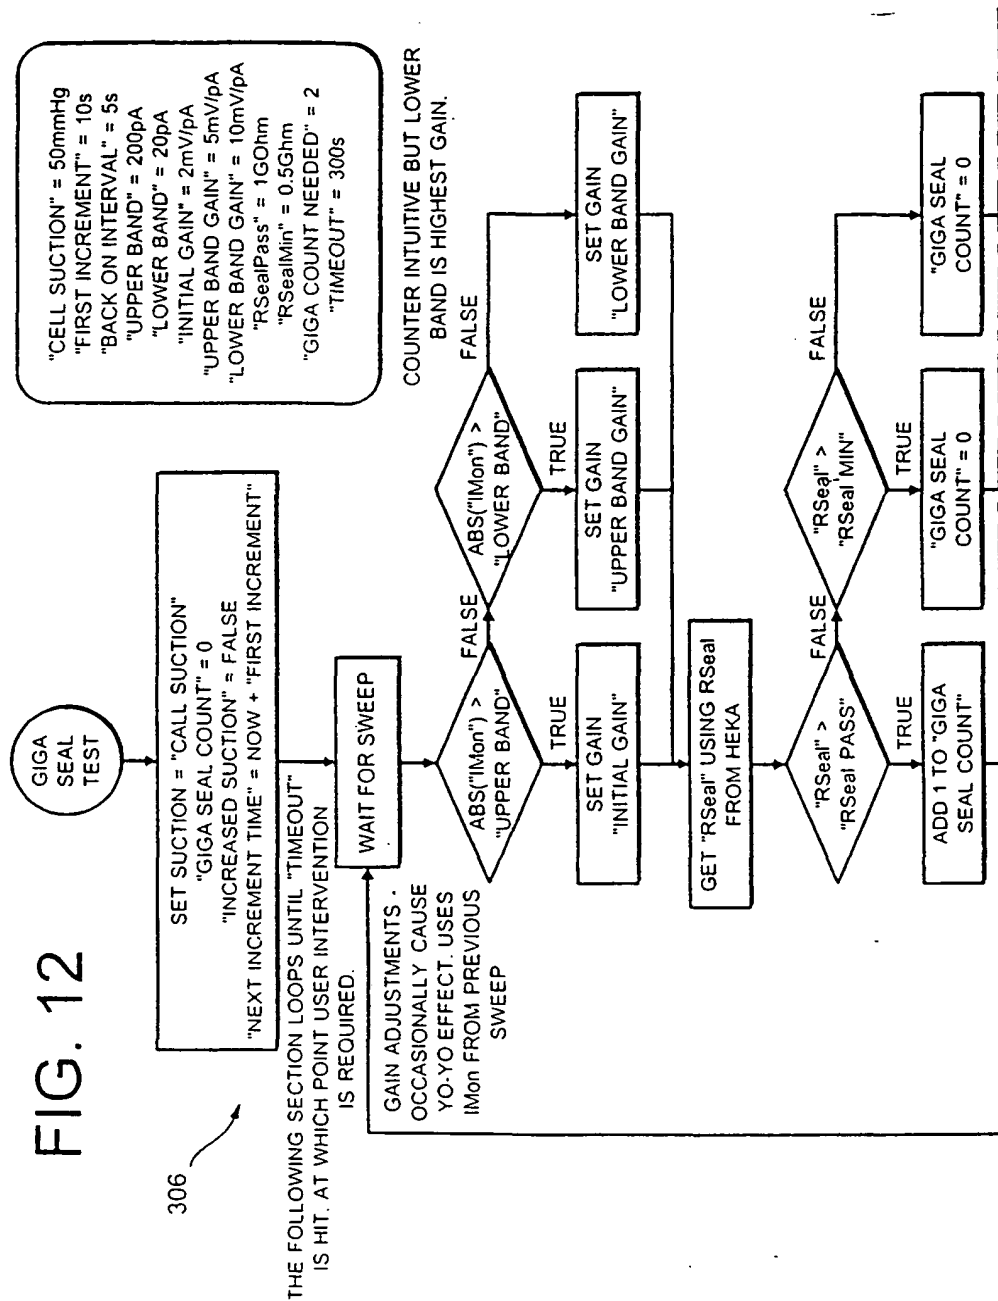 FIG. 12
306
GIGA
SEAL
TEST
SET SUCTION = "CALL SUCTION"
"GIGA SEAL COUNT" = 0
"INCREASED SUCTION" = FALSE
"NEXT INCREMENT TIME" = NOW + "FIRST INCREMENT"
"CELL SUCTION" = 50mmHg
"FIRST INCREMENT" = 10s
"BACK ON INTERVAL" = 5s
"UPPER BAND" = 200pA
"LOWER BAND" = 20pA
"INITIAL GAIN" = 2mV/pA
"UPPER BAND GAIN" = 5mV/pA
"LOWER BAND GAIN" = 10mV/pA
"RSealPass" = 1GOhm
"RSealMin" = 0.5Ghm
"GIGA COUNT NEEDED" = 2
"TIMEOUT" = 300s
THE FOLLOWING SECTION LOOPS UNTIL "TIMEOUT"
IS HIT. AT WHICH POINT USER INTERVENTION
IS REQUIRED.
WAIT FOR SWEEP
GAIN ADJUSTMENTS -
OCCASIONALLY CAUSE
YO-YO EFFECT. USES
IMon FROM PREVIOUS
SWEEP
ABS("IMon") >
"UPPER BAND"
FALSE
TRUE
ABS("IMon") >
"LOWER BAND"
FALSE
TRUE
COUNTER INTUITIVE BUT LOWER
BAND IS HIGHEST GAIN.
SET GAIN
"INITIAL GAIN"
SET GAIN
"UPPER BAND GAIN"
SET GAIN
"LOWER BAND GAIN"
GET "RSeal" USING RSeal
FROM HEKA
"RSeal" >
"RSeal PASS"
FALSE
TRUE
"RSeal" >
"RSeal MIN"
FALSE
TRUE
ADD 1 TO "GIGA
SEAL COUNT"
"GIGA SEAL
COUNT" = 0
"GIGA SEAL
COUNT" = 0